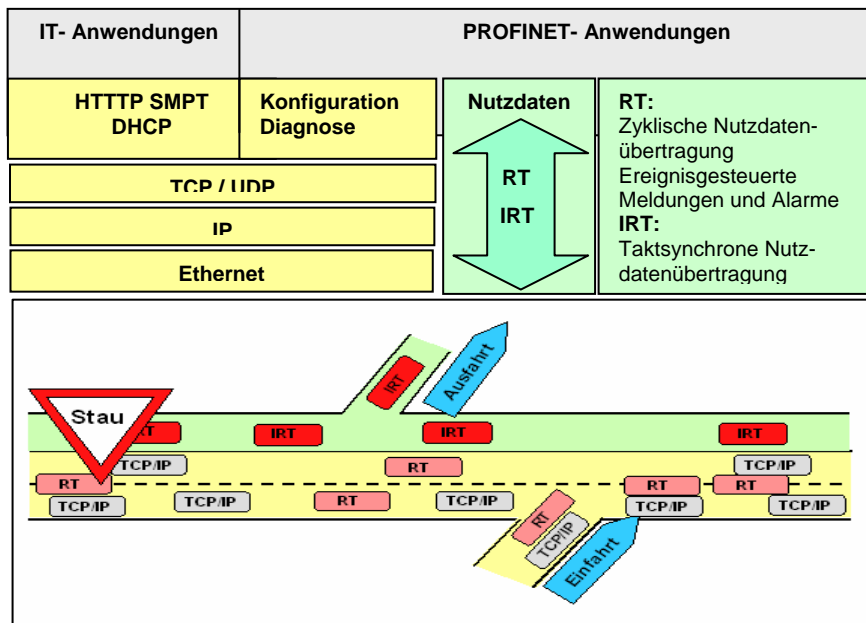 IT- Anwendungen
PROFINET- Anwendungen
HTTTP SMPT
DHCP
Konfiguration
Diagnose
Nutzdaten
RT
IRT
RT:
Zyklische Nutzdaten-
übertragung
Ereignisgesteuerte
Meldungen und Alarme
IRT:
Taktsynchrone Nutz-
datenübertragung
TCP / UDP
IP
Ethernet
IRT
Ausfahrt
Stau
RT
IRT
IRT
IRT
TCP/IP
RT
TCP/IP
RT
RT
RT
TCP/IP
TCP/IP
RT
TCP/IP
TCP/IP
TCP/IP
RT
TCP/IP
Einfahrt